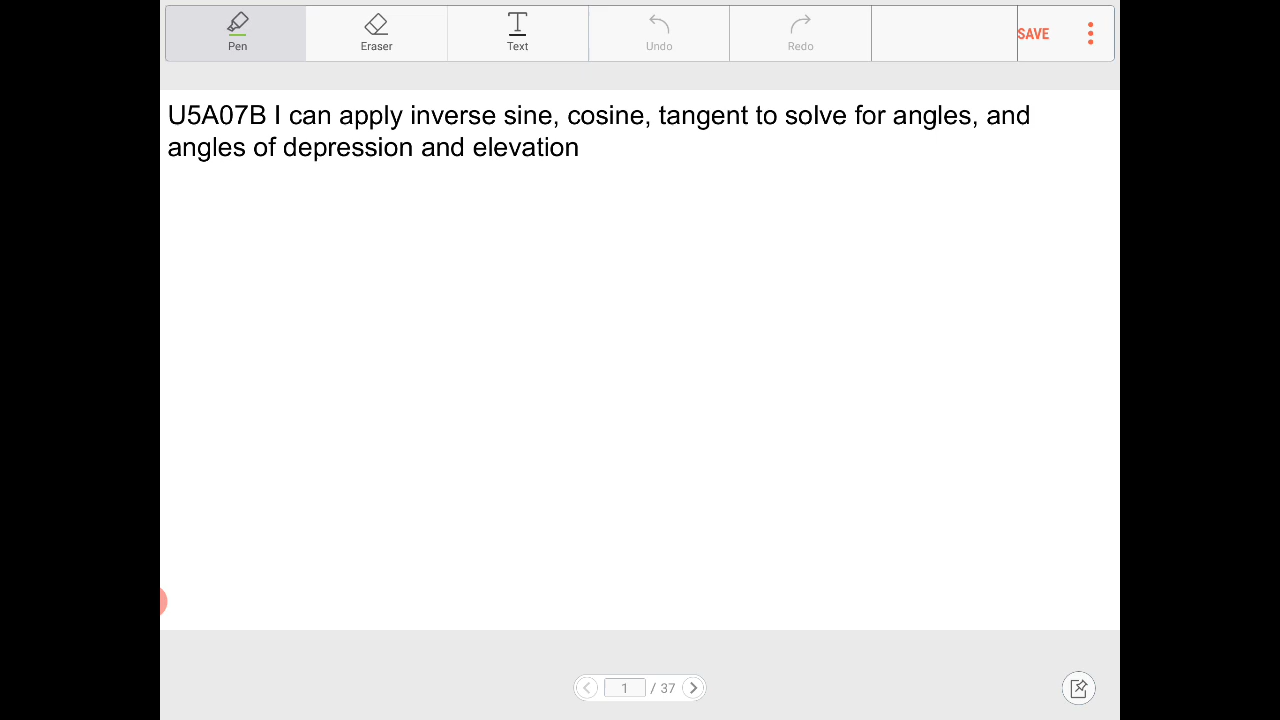 Pen Eraser Text Undo Redo SAVE
U5A07B I can apply inverse sine, cosine, tangent to solve for angles, and
angles of depression and elevation
1 / 37